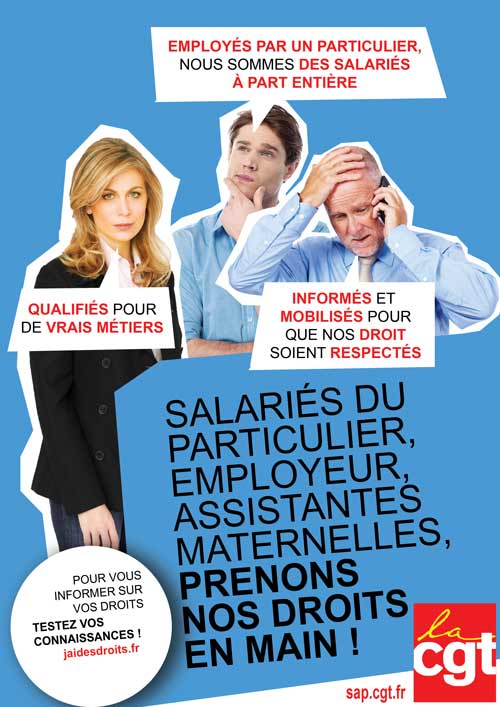 EMPLOYÉS PAR UN PARTICULIER,
NOUS SOMMES DES SALARIÉS
À PART ENTIÈRE
QUALIFIÉS POUR
DE VRAIS MÉTIERS
INFORMÉS ET
MOBILISÉS POUR
QUE NOS DROIT
SOIENT RESPECTÉS
SALARIÉS DU
PARTICULIER,
EMPLOYEUR,
ASSISTANTES
MATERNELLES,
PRENONS
NOS DROITS
EN MAIN !
POUR VOUS
INFORMER SUR
VOS DROITS
TESTEZ VOS
CONNAISSANCES !
jaidesdroits.fr
la
cgt
sap.cgt.fr